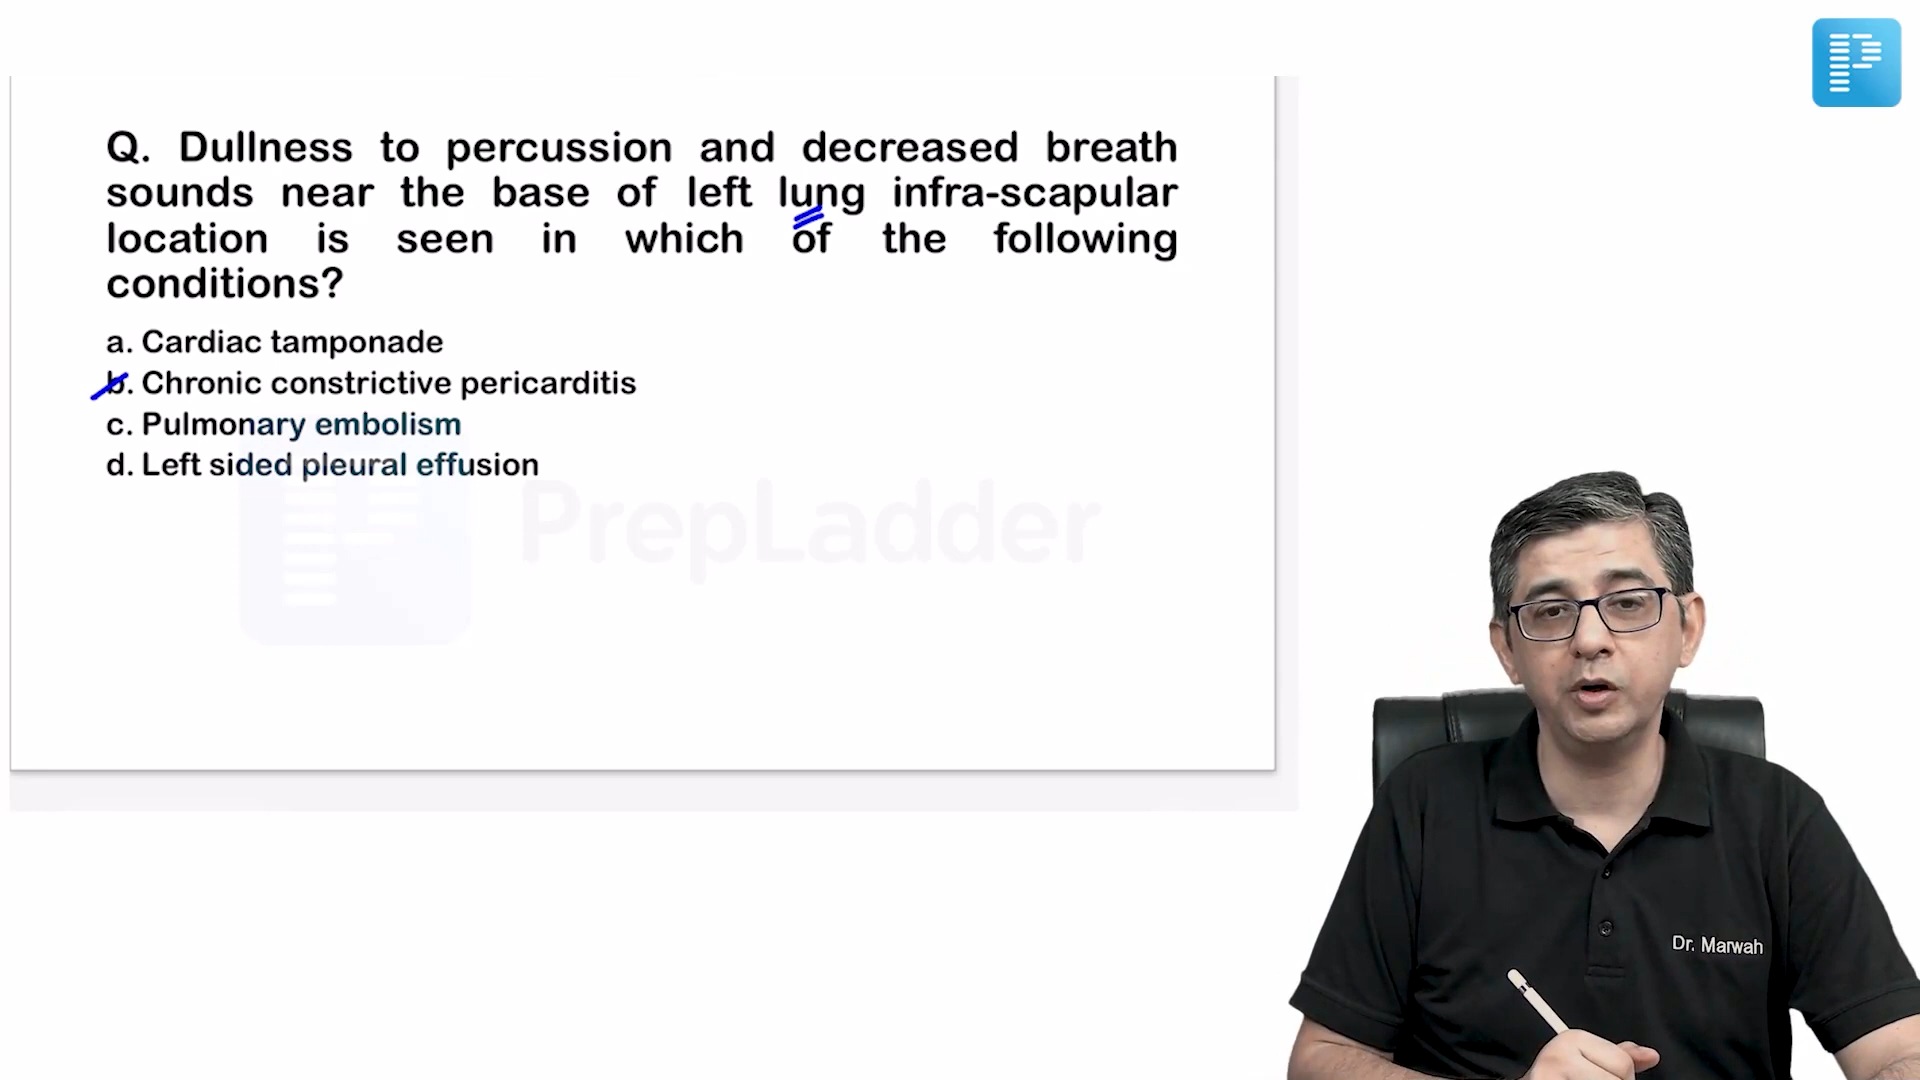 Q. Dullness to percussion and decreased breath
sounds near the base of left lung infra-scapular
location is seen in which of the following
conditions?
a. Cardiac tamponade
b. Chronic constrictive pericarditis
c. Pulmonary embolism
d. Left sided pleural effusion
PrepLadder
Dr. Marwah